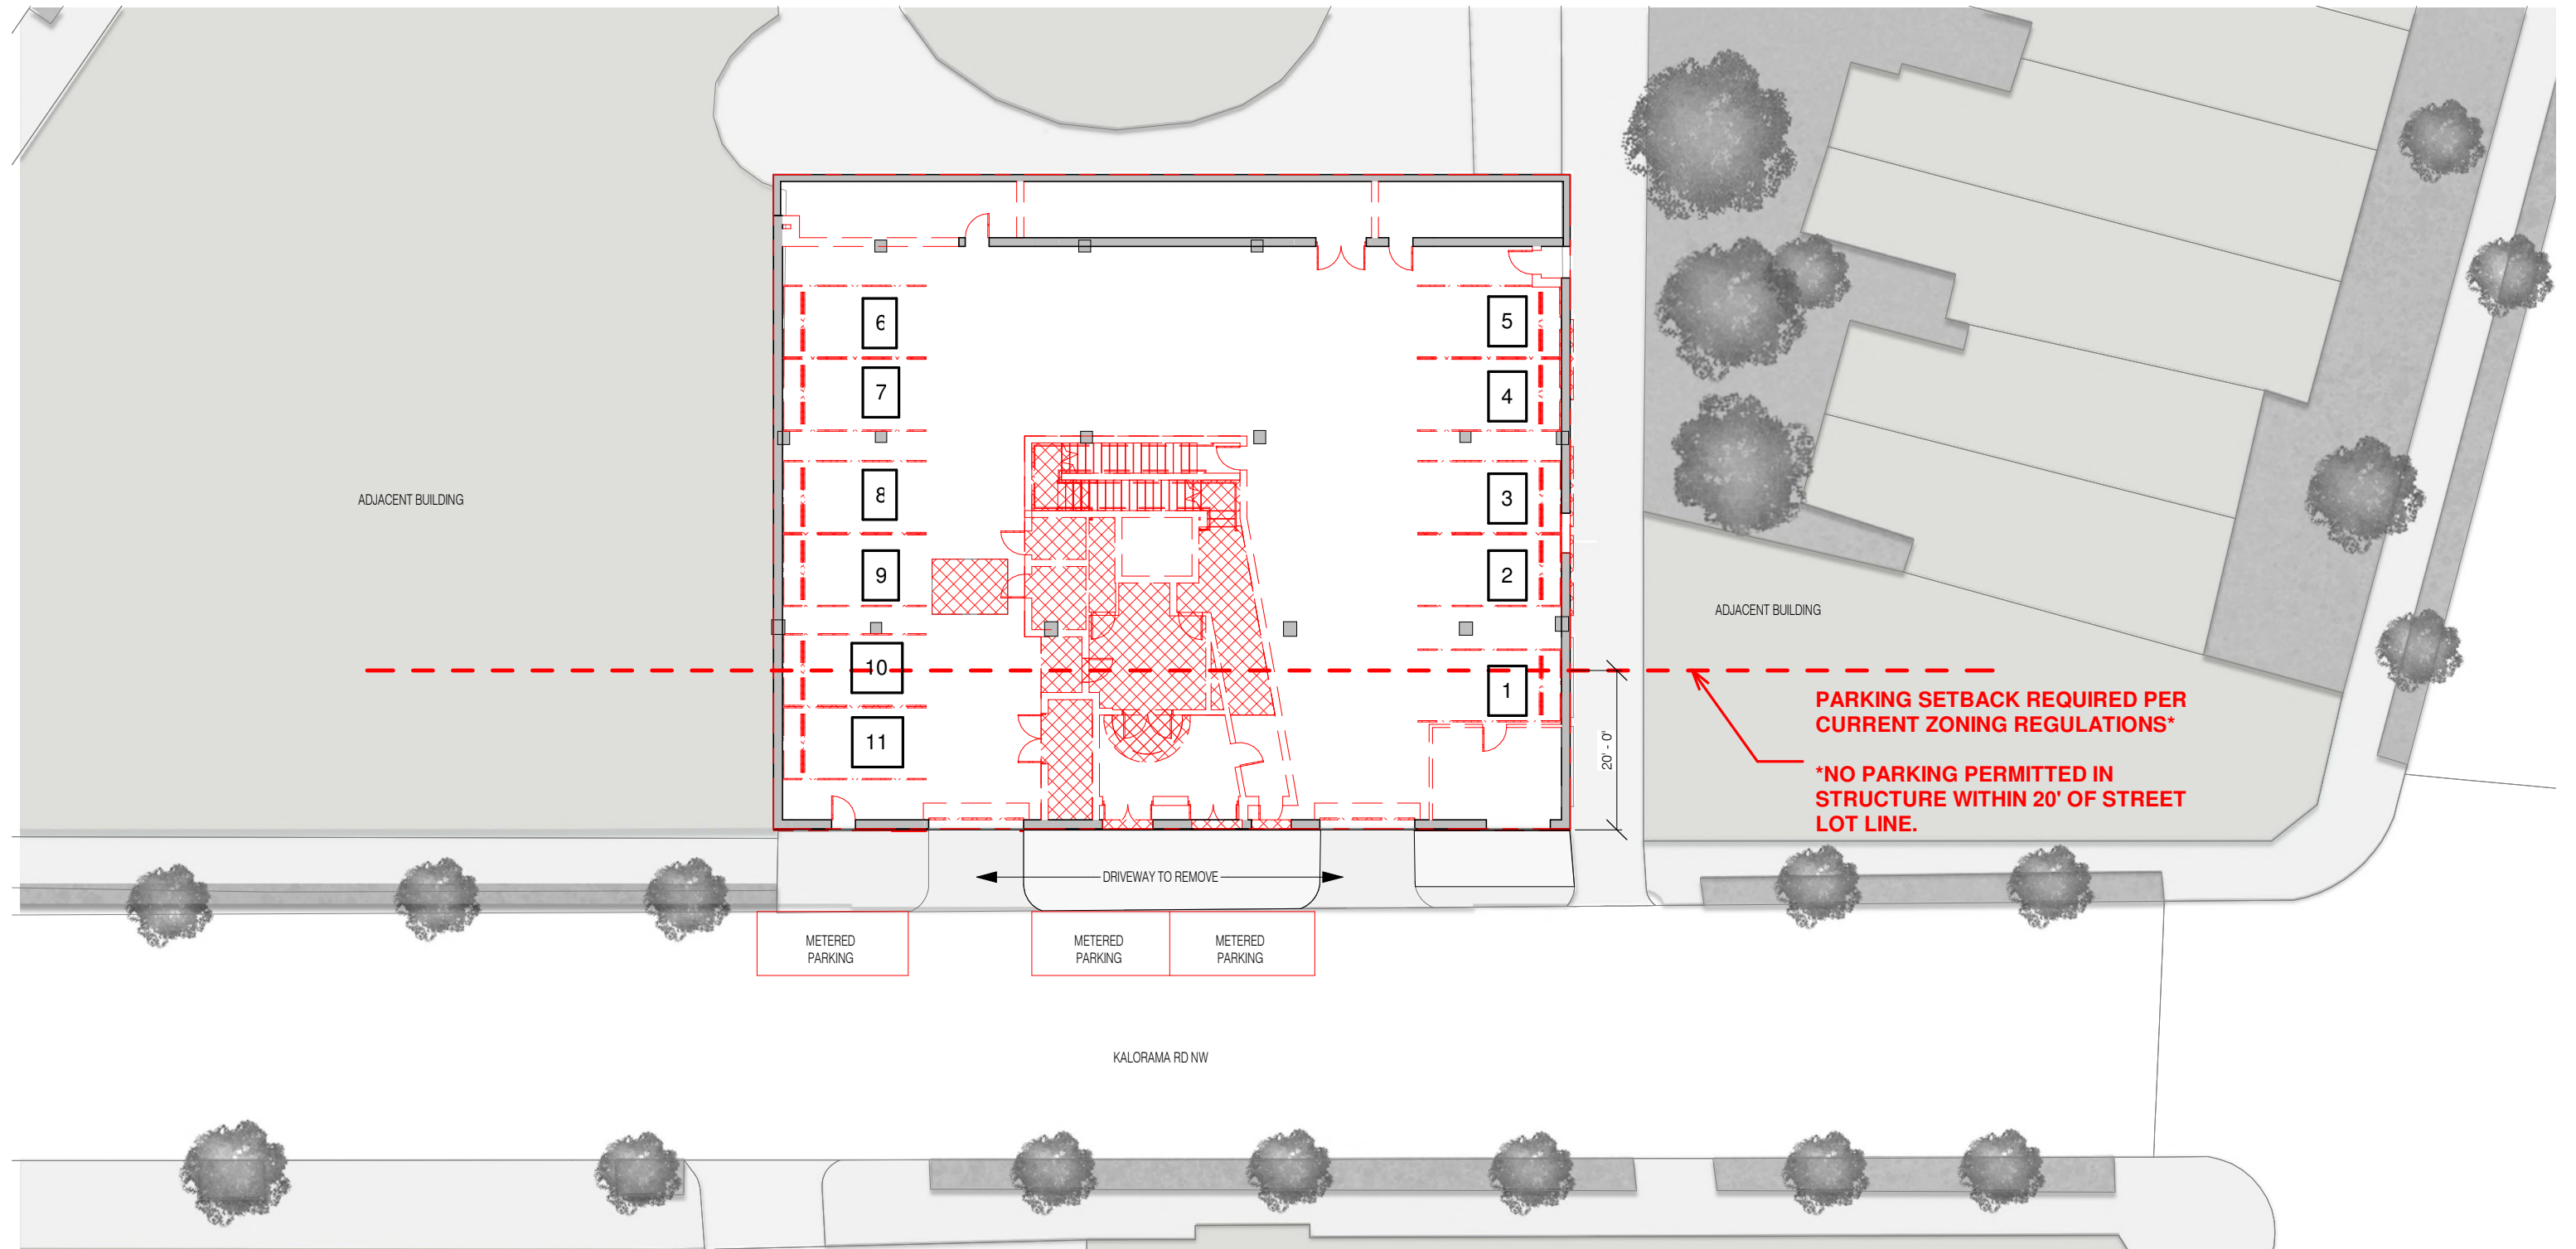 6
5
7
4
8
3
ADJACENT BUILDING
9
2
ADJACENT BUILDING
10
1
PARKING SETBACK REQUIRED PER
CURRENT ZONING REGULATIONS*
11
20' - 0"
*NO PARKING PERMITTED IN
STRUCTURE WITHIN 20' OF STREET
LOT LINE.
DRIVEWAY TO REMOVE
METERED
PARKING
METERED
PARKING
METERED
PARKING
KALORAMA RD NW